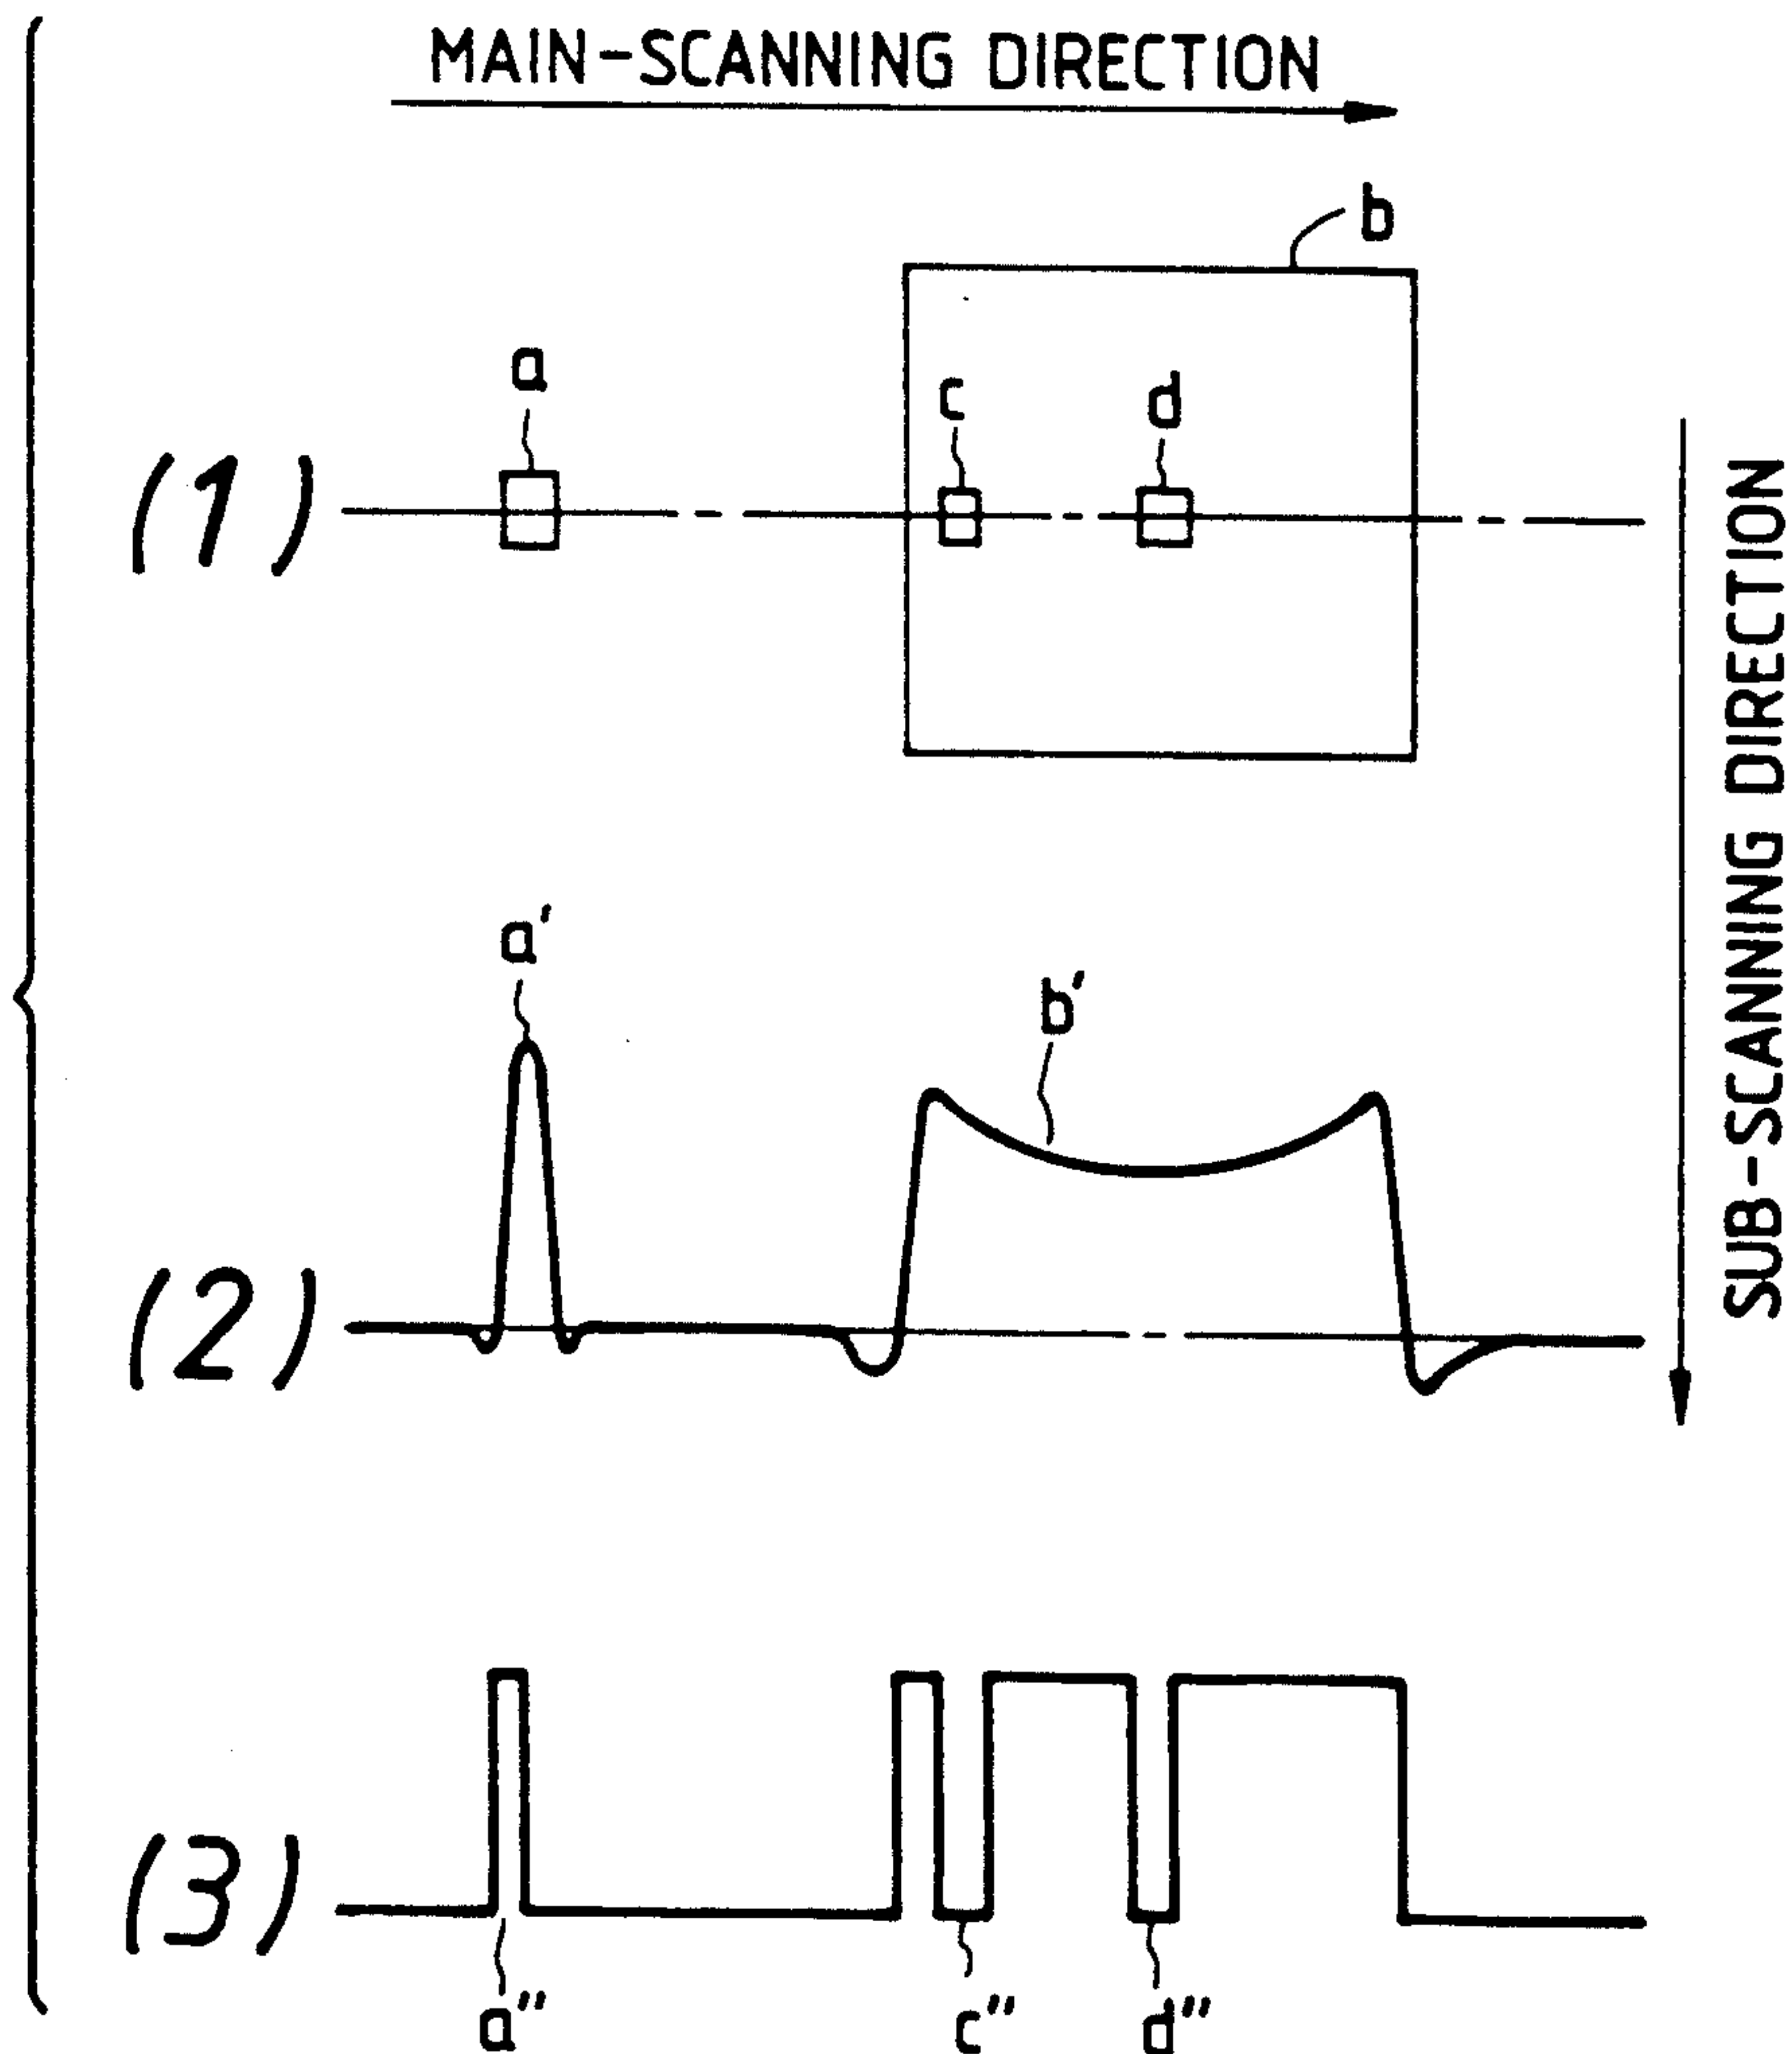 MAIN-SCANNING DIRECTION
b
a
c
d
(1)
SUB-SCANNING DIRECTION
a'
b'
(2)
(3)
a"
c"
d"